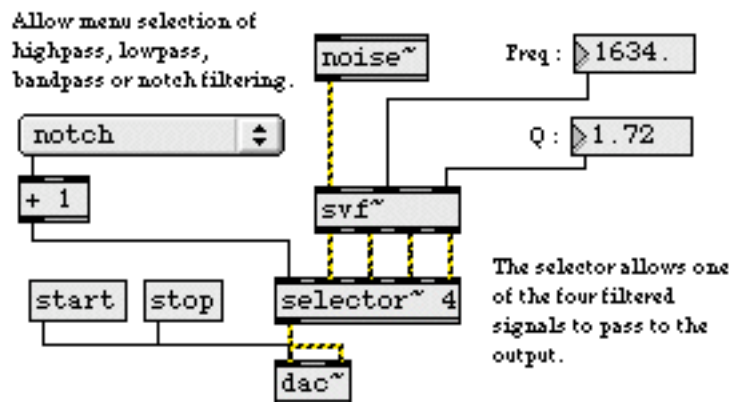 Allow menu selection of
highpass, lowpass,
bandpass or notch filtering.
noise~
Freq :
1634.
notch
Q :
1.72
+ 1
svf~
start
stop
selector~ 4
The selector allows one
of the four filtered
signals to pass to the
output.
dac~